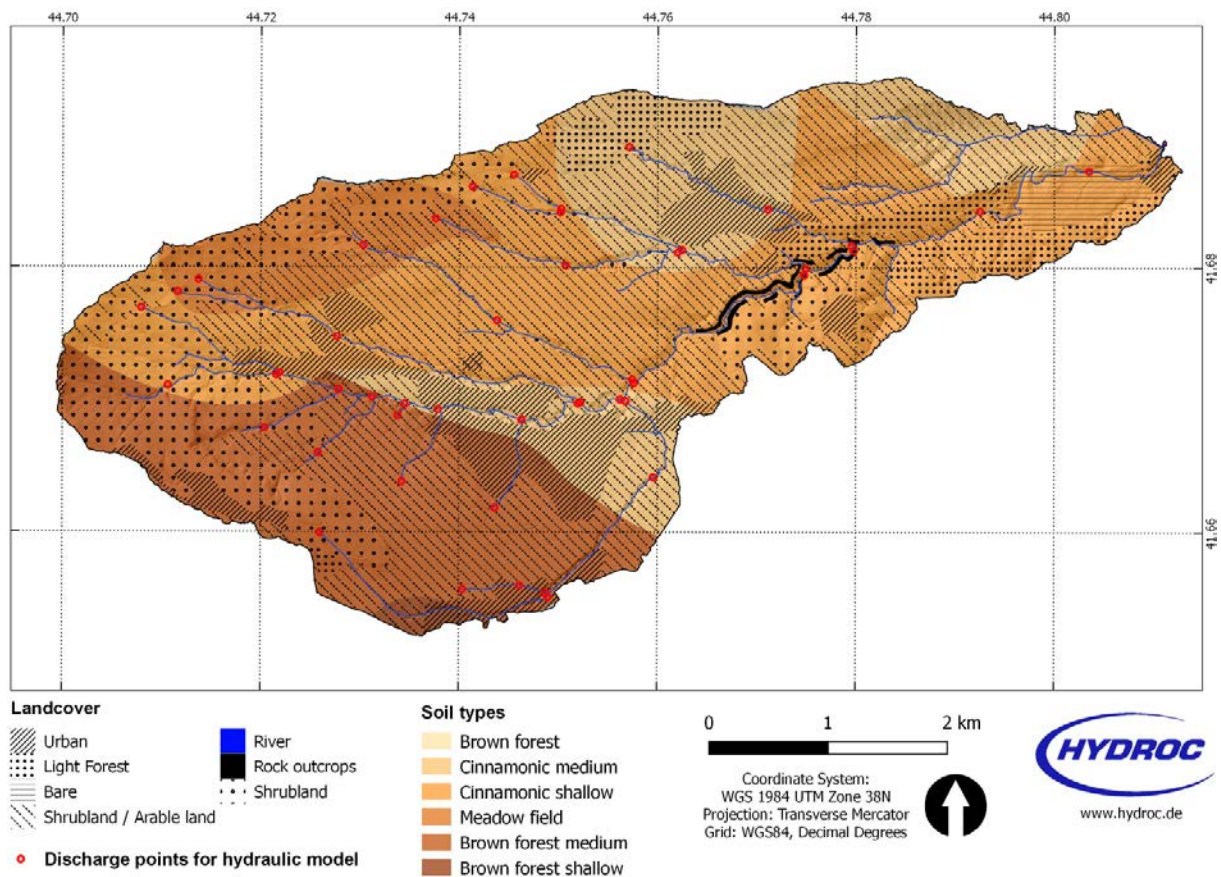 44.70 44.72 44.74 44.76 44.78 44.80
41.68
41.66
Landcover
Urban
Light Forest
Bare
Shrubland / Arable land
River
Rock outcrops
Shrubland
Discharge points for hydraulic model
Soil types
Brown forest
Cinnamonic medium
Cinnamonic shallow
Meadow field
Brown forest medium
Brown forest shallow
0 1 2 km
Coordinate System:
WGS 1984 UTM Zone 38N
Projection: Transverse Mercator
Grid: WGS84, Decimal Degrees
HYDROC
www.hydroc.de